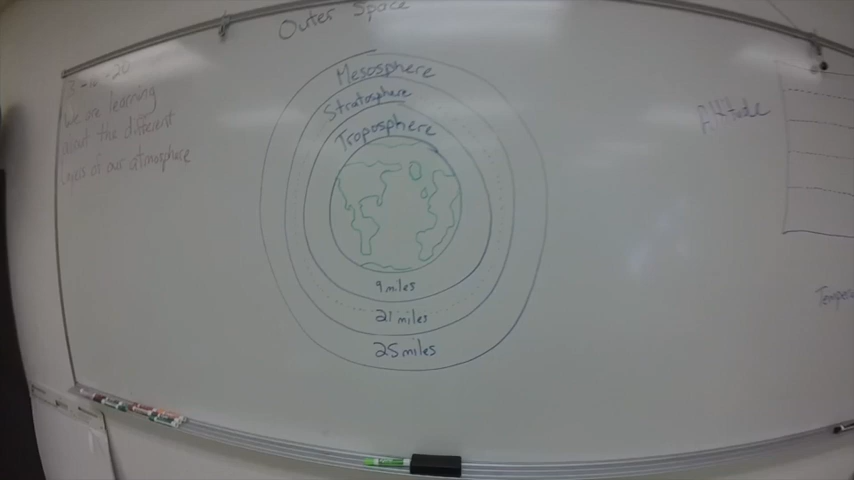 Outer Space
We are learning
about the different
layers of our atmosphere
Mesosphere
Stratosphere
Troposphere
9 miles
21 miles
25 miles
Altitude